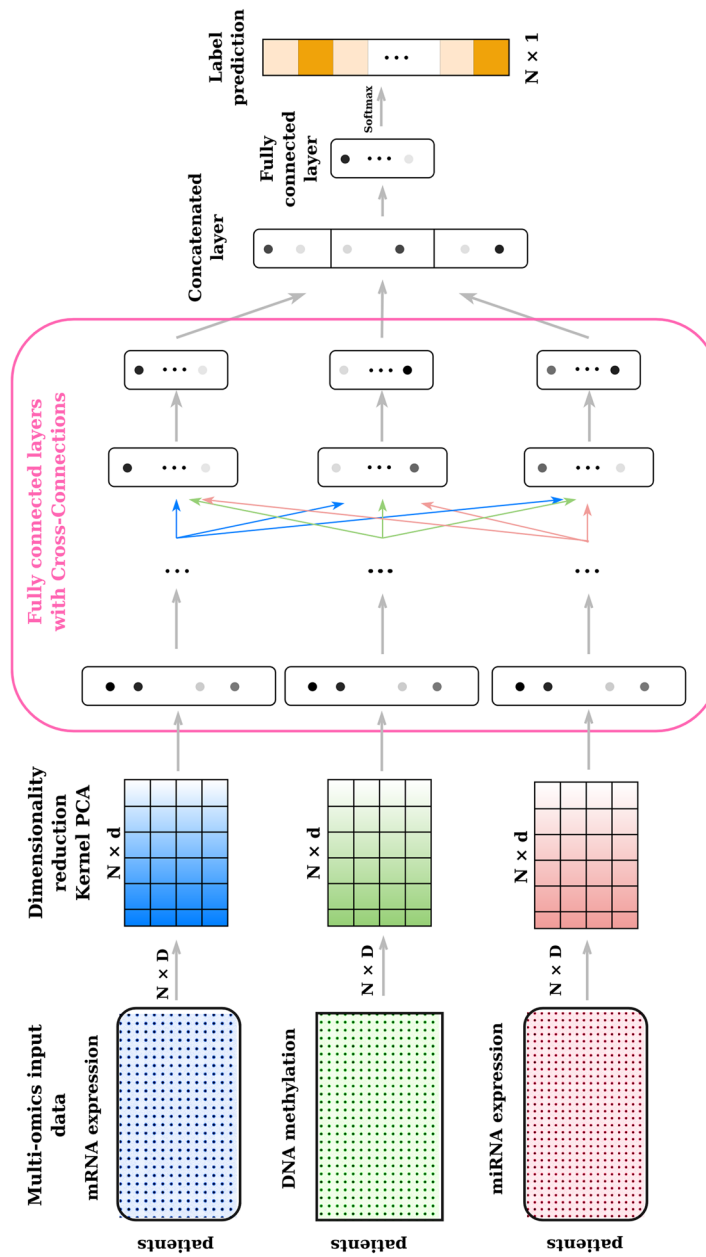 Multi-omics input
data
mRNA expression
patients
DNA methylation
patients
miRNA expression
patients
N × D
N × D
N × D
Dimensionality
reduction
Kernel PCA
N × d
N × d
N × d
Fully connected layers
with Cross-Connections
...
...
...
...
...
...
...
...
...
Concatenated
layer
Fully
connected
layer
...
Softmax
Label
prediction
...
N × 1